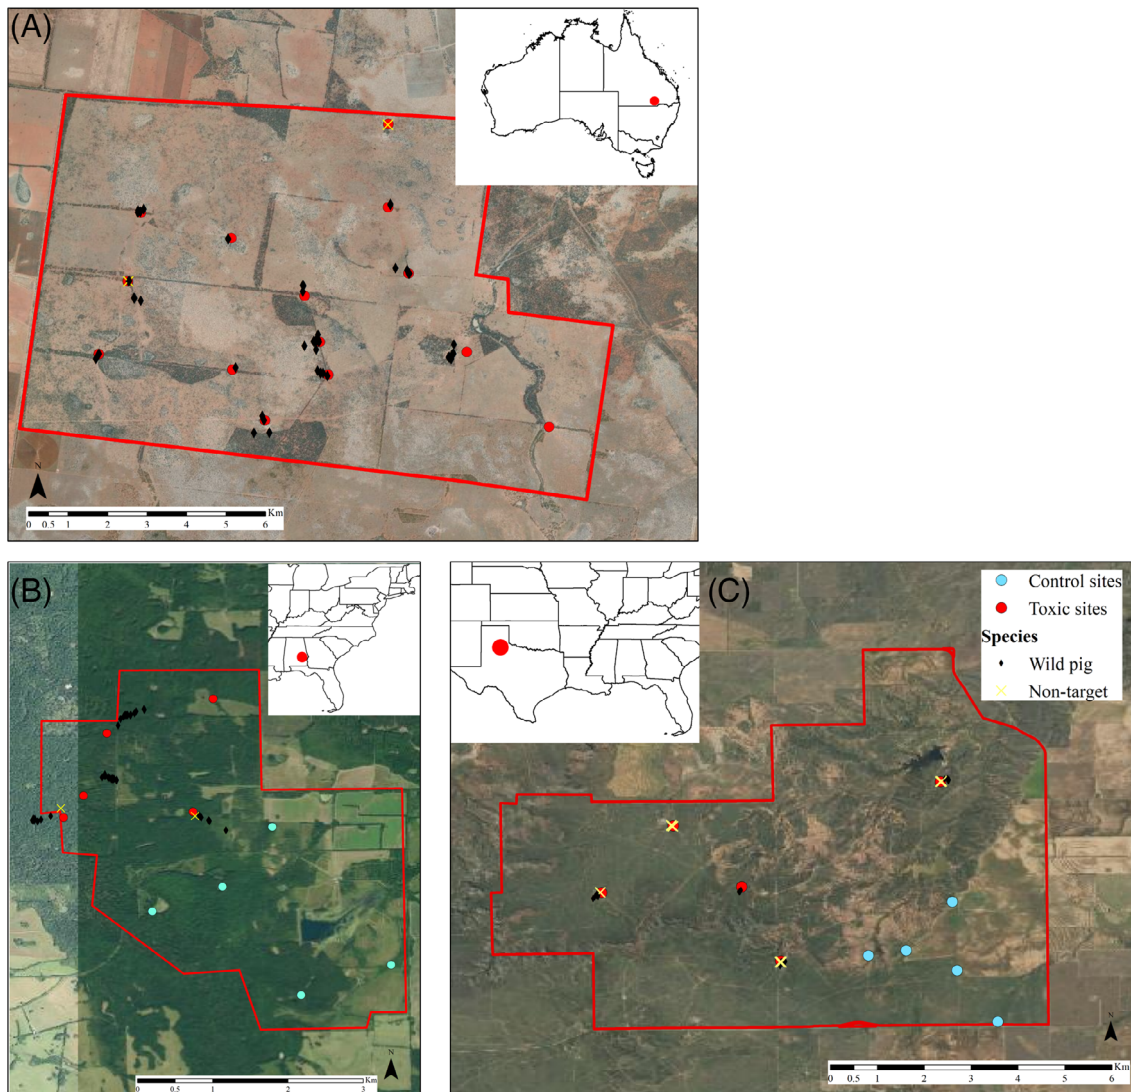 (A)
N
Km
0 0.5 1 2 3 4 5 6
(B)
N
Km
0 0.5 1 2 3
(C)
Control sites
Toxic sites
Species
Wild pig
Non-target
N
Km
0 0.5 1 2 3 4 5 6